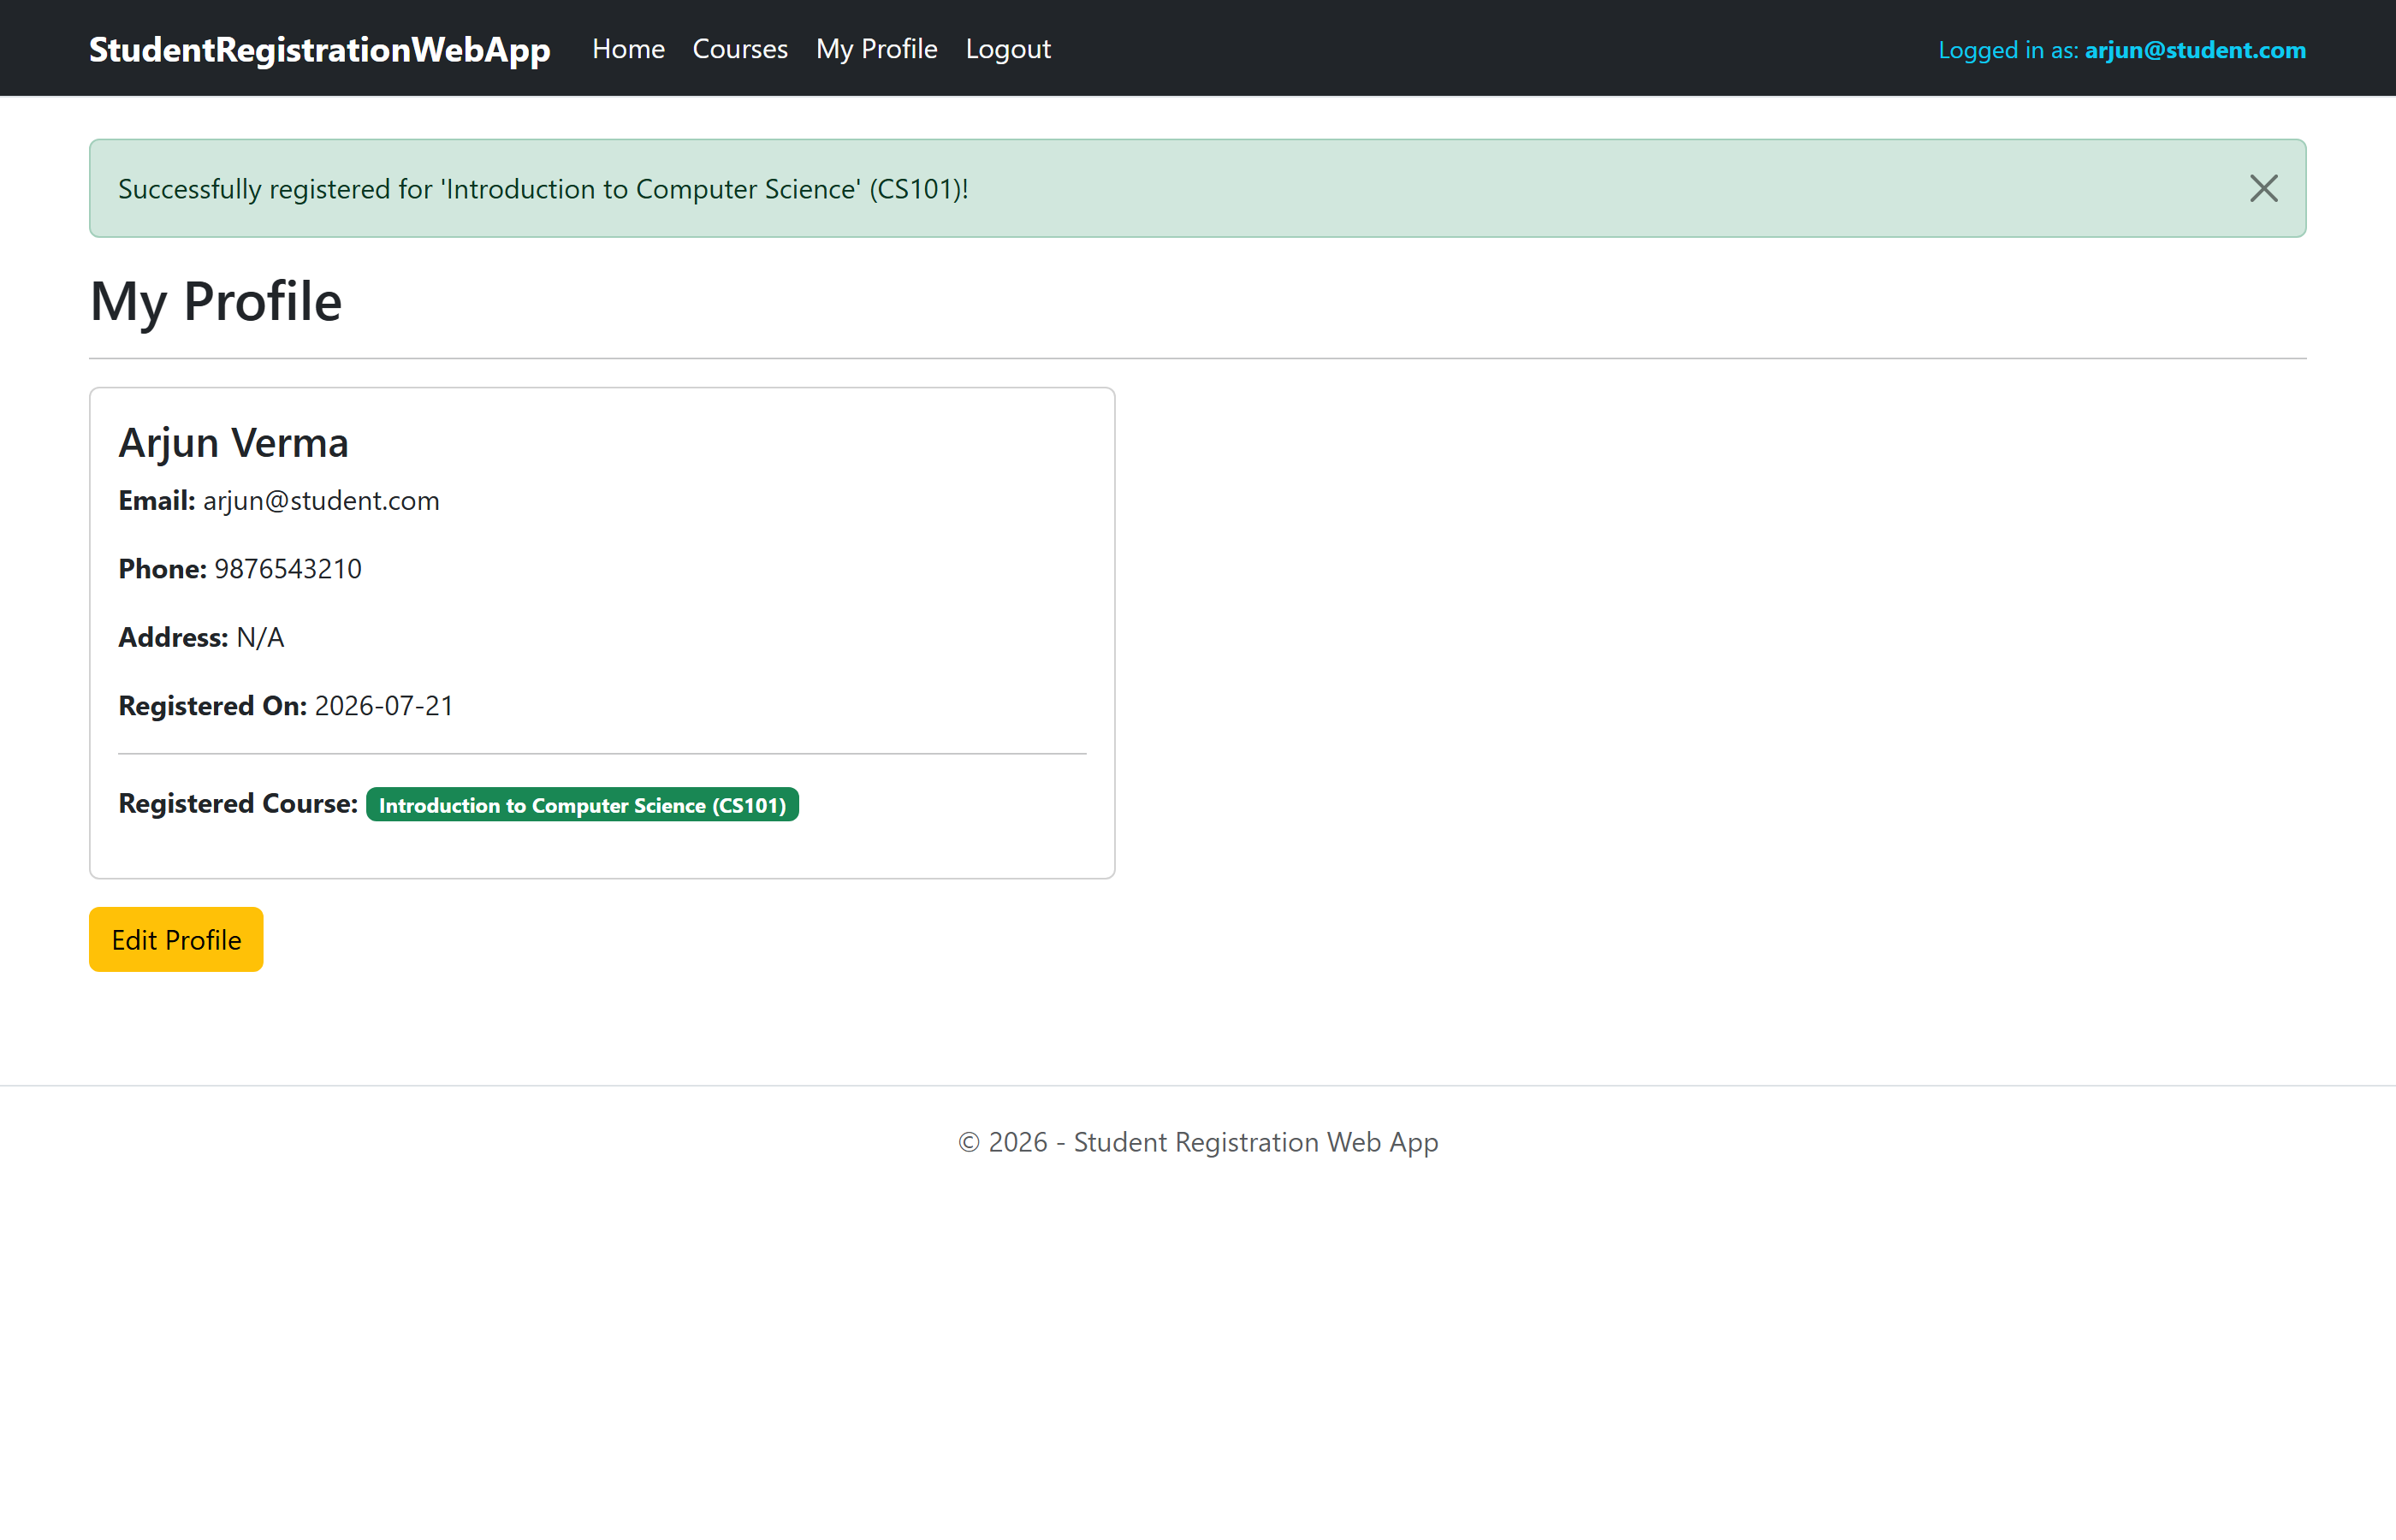 StudentRegistrationWebApp Home Courses My Profile Logout Logged in as: arjun@student.com
Successfully registered for 'Introduction to Computer Science' (CS101)!
My Profile
Arjun Verma
Email: arjun@student.com
Phone: 9876543210
Address: N/A
Registered On: 2026-07-21
Registered Course: Introduction to Computer Science (CS101)
Edit Profile
© 2026 - Student Registration Web App